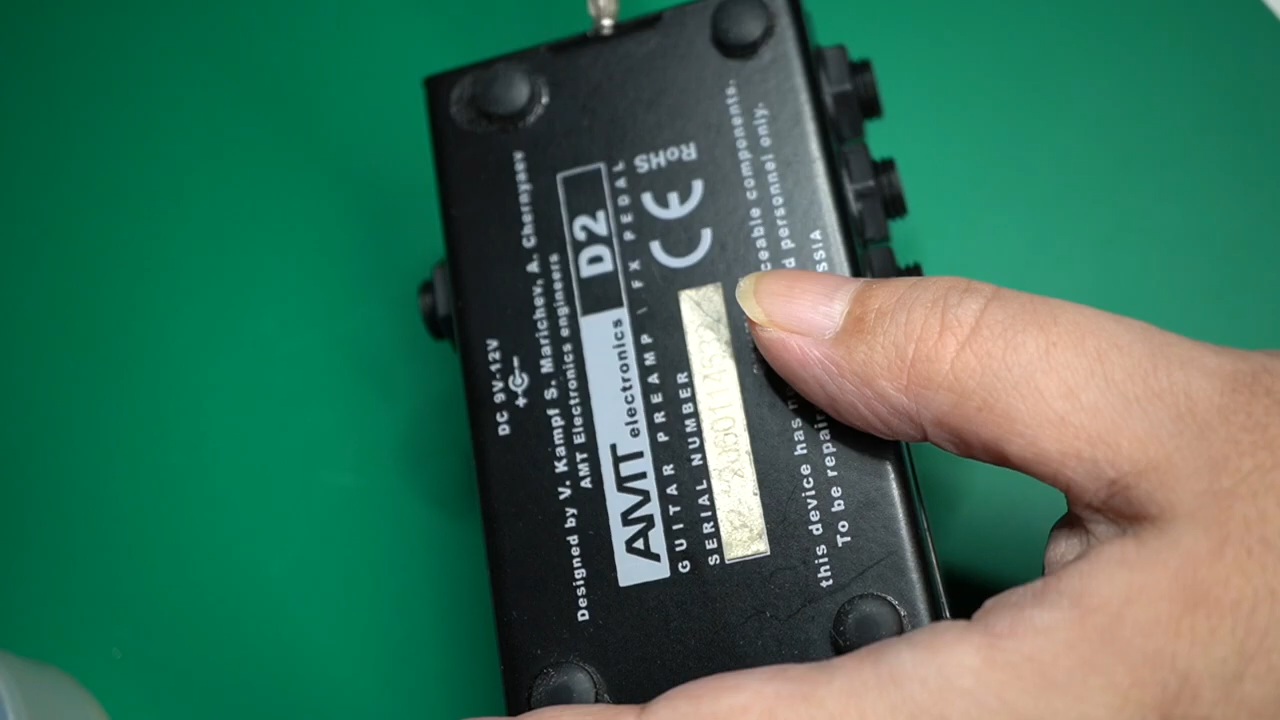 DC 9V-12V
+ -
Designed by V. Kampf S. Marichev, A. Chernyaev
AMT Electronics engineers
AMT electronics D2
GUITAR PREAMP \ FX PEDAL
SERIAL NUMBER
CE RoHS
this device has ceable components.
To be repair d personnel only.
SSIA